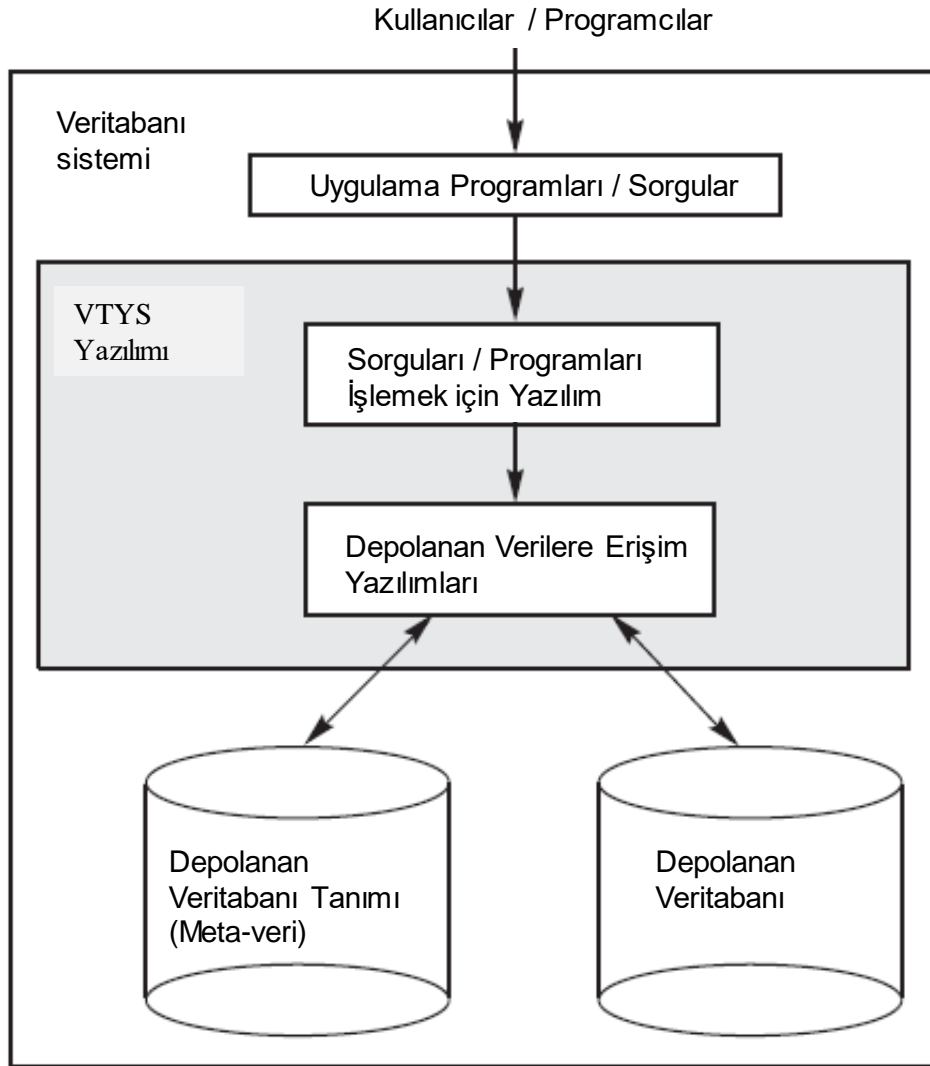 Kullanıcılar / Programcılar
Veritabanı
sistemi
Uygulama Programları / Sorgular
VTYS
Yazılımı
Sorguları / Programları
İşlemek için Yazılım
Depolanan Verilere Erişim
Yazılımları
Depolanan
Veritabanı Tanımı
(Meta-veri)
Depolanan
Veritabanı